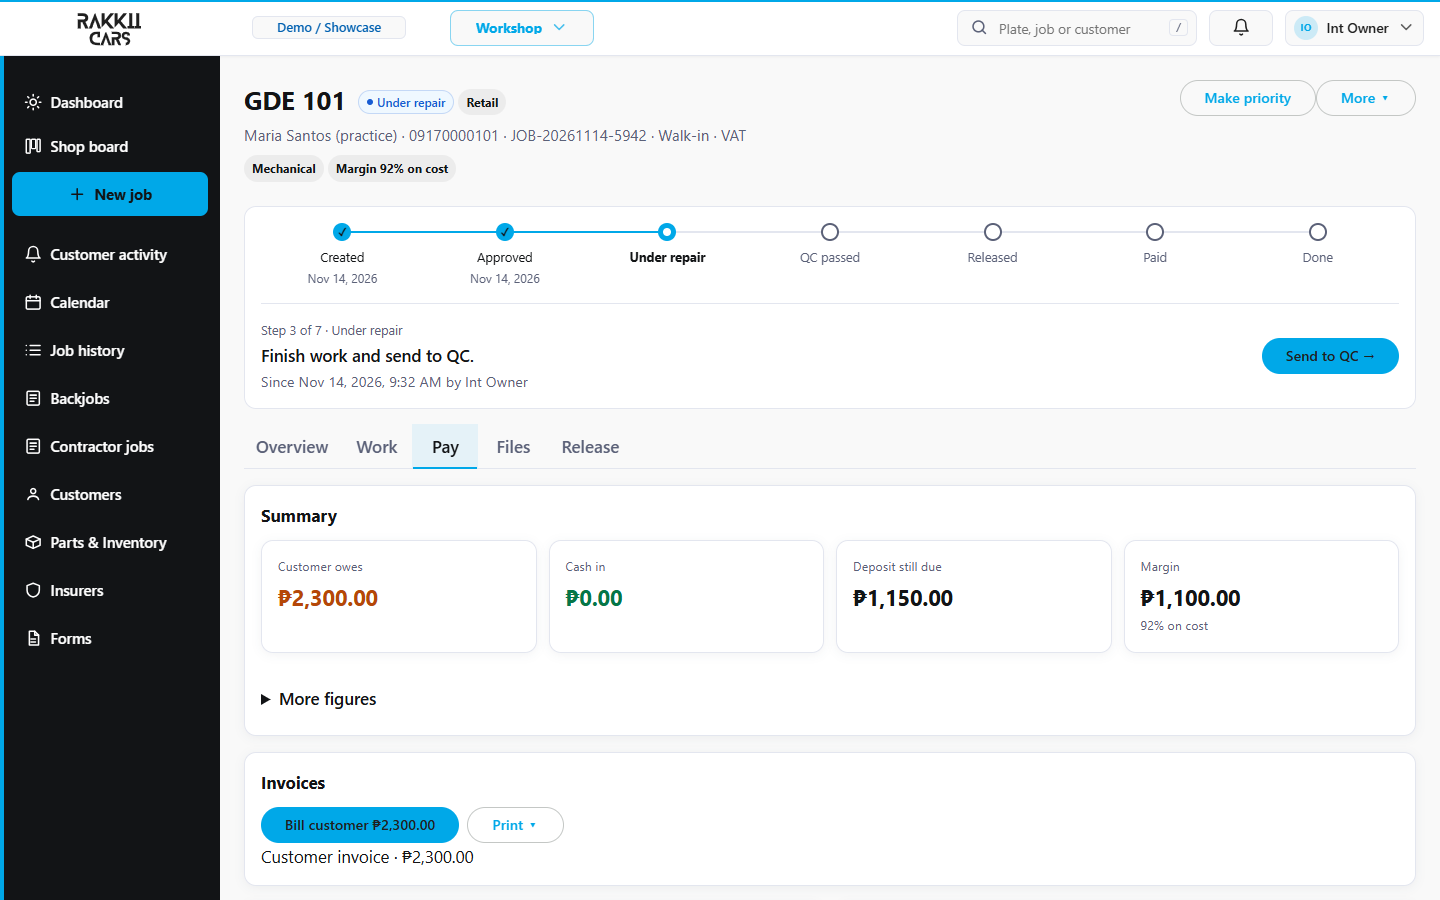 RAKKII CARS
Demo / Showcase
Workshop
Plate, job or customer /
IO Int Owner
Dashboard
Shop board
+ New job
Customer activity
Calendar
Job history
Backjobs
Contractor jobs
Customers
Parts & Inventory
Insurers
Forms
GDE 101 Under repair Retail
Make priority More
Maria Santos (practice) · 09170000101 · JOB-20261114-5942 · Walk-in · VAT
Mechanical Margin 92% on cost
Created Approved Under repair QC passed Released Paid Done
Nov 14, 2026 Nov 14, 2026
Step 3 of 7 · Under repair
Finish work and send to QC.
Since Nov 14, 2026, 9:32 AM by Int Owner
Send to QC →
Overview Work Pay Files Release
Summary
Customer owes
₱2,300.00
Cash in
₱0.00
Deposit still due
₱1,150.00
Margin
₱1,100.00
92% on cost
More figures
Invoices
Bill customer ₱2,300.00 Print
Customer invoice · ₱2,300.00